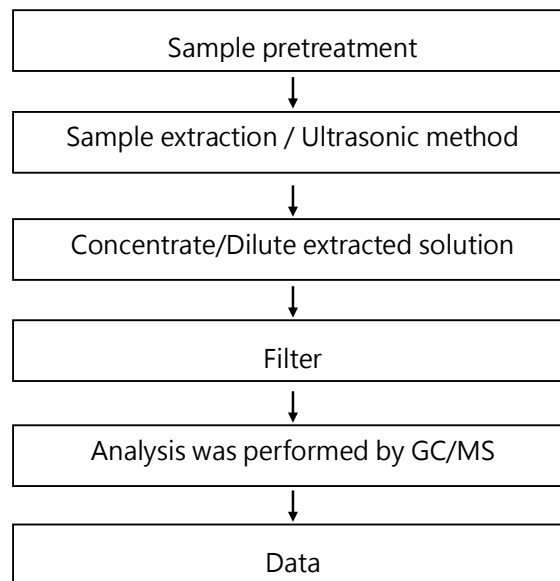 Sample pretreatment
Sample extraction / Ultrasonic method
Concentrate/Dilute extracted solution
Filter
Analysis was performed by GC/MS
Data